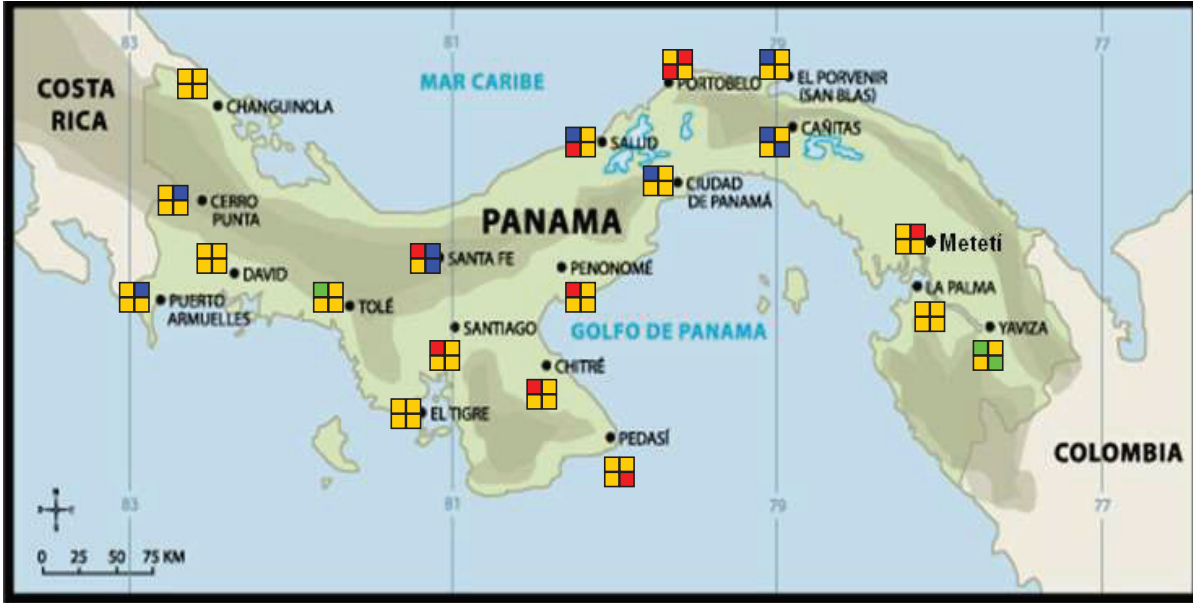 83
81
79
77
COSTA
RICA
MAR CARIBE
PORTOBELO
EL PORVENIR
(SAN BLAS)
CHANGUINOLA
SALUD
CAÑITAS
CERRO
PUNTA
CIUDAD
DE PANAMÁ
PANAMA
SANTA FE
PENONOMÉ
Metetí
DAVID
LA PALMA
PUERTO
ARMUELLES
TOLÉ
SANTIAGO
GOLFO DE PANAMA
YAVIZA
CHITRÉ
EL TIGRE
PEDASÍ
COLOMBIA
83
81
79
77
0 25 50 75 KM